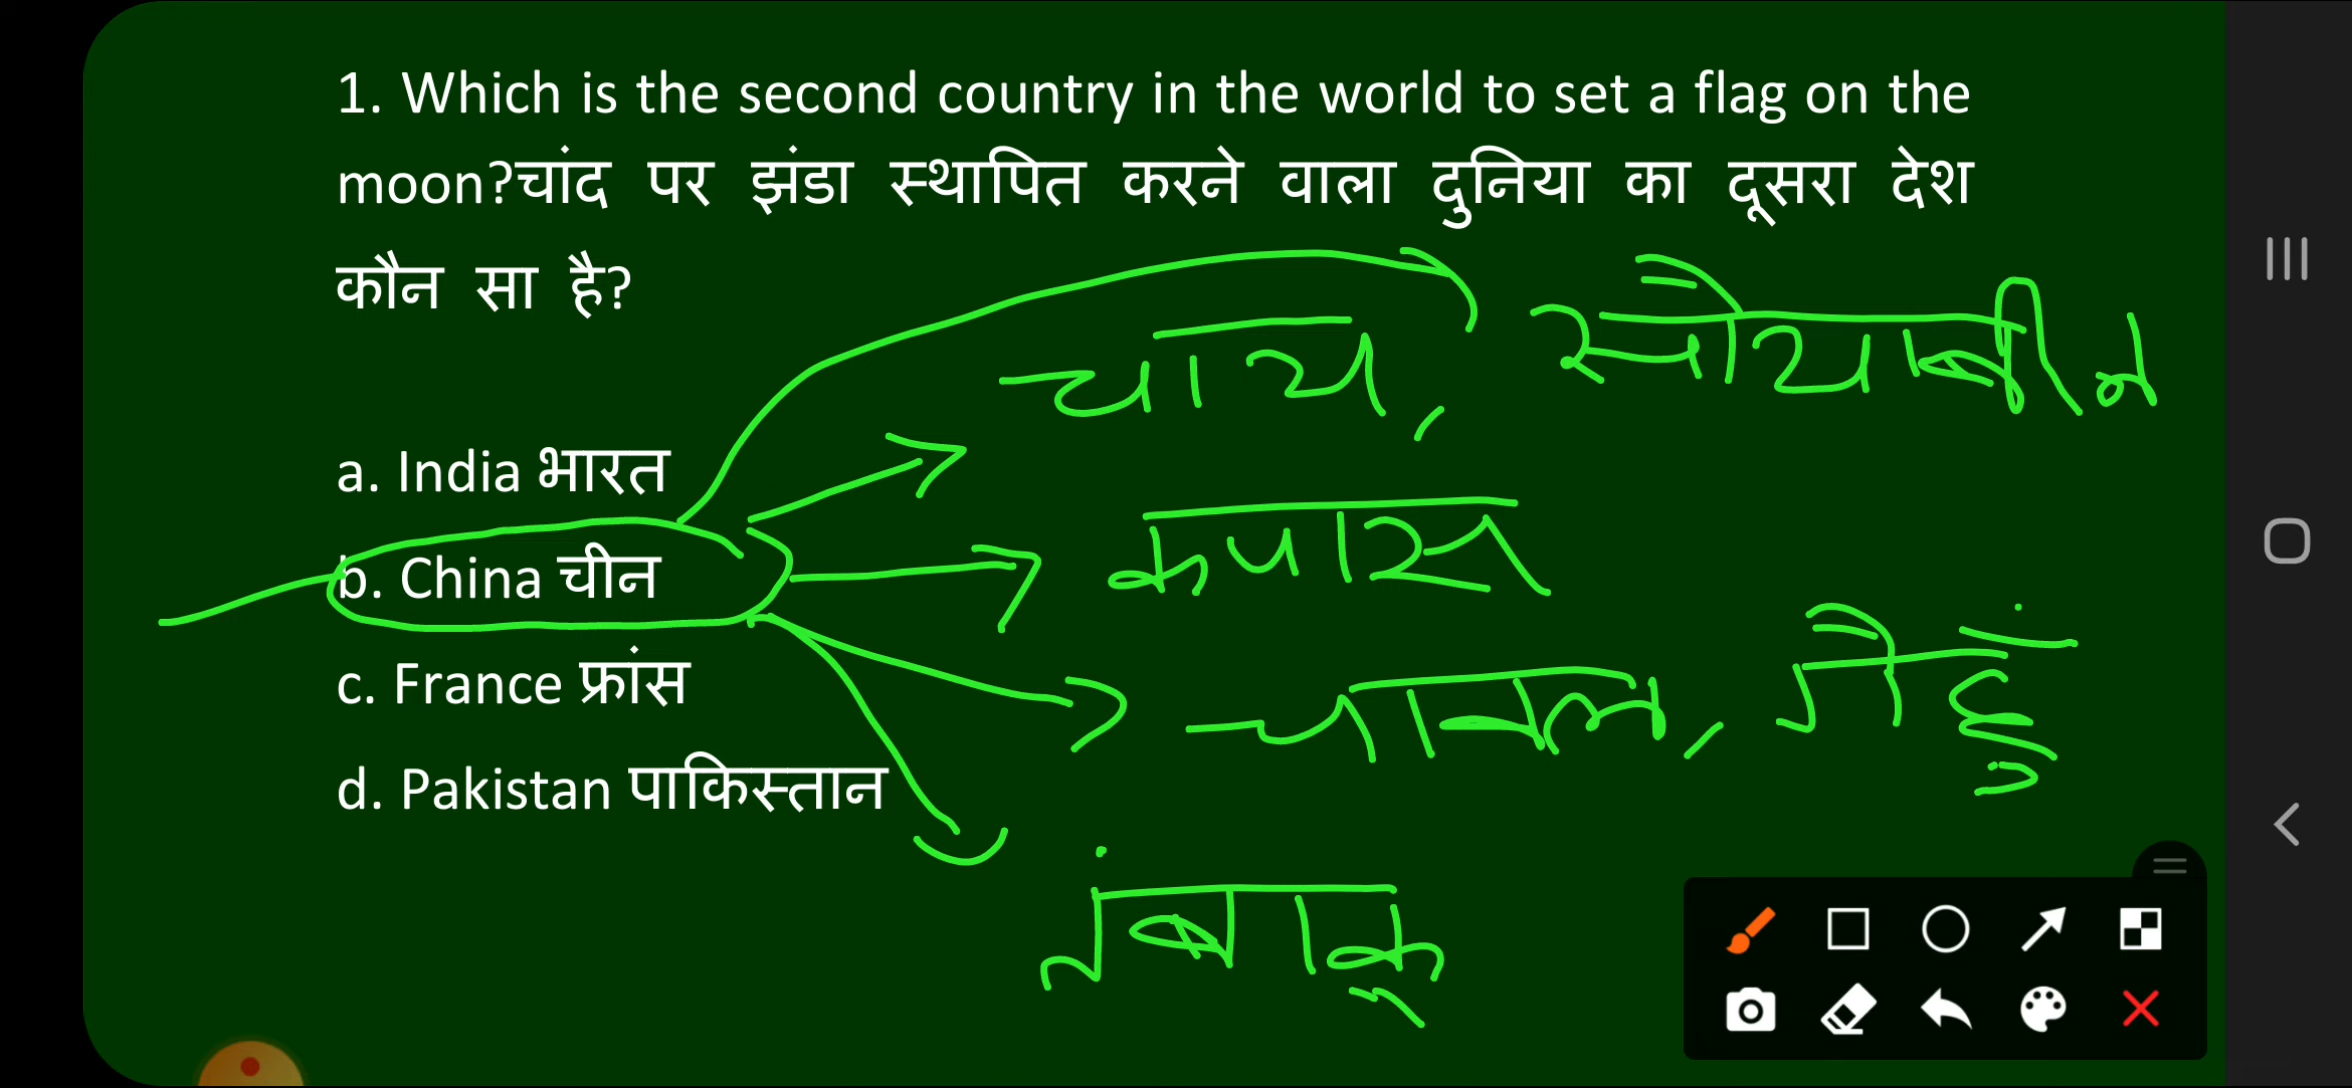 1. Which is the second country in the world to set a flag on the
moon?चांद पर झंडा स्थापित करने वाला दुनिया का दूसरा देश
कौन सा है?
चाय, सोयाबीन
a. India भारत
कपास
b. China चीन
c. France फ्रांस
चावल, गेहूं
d. Pakistan पाकिस्तान
तंबाकू